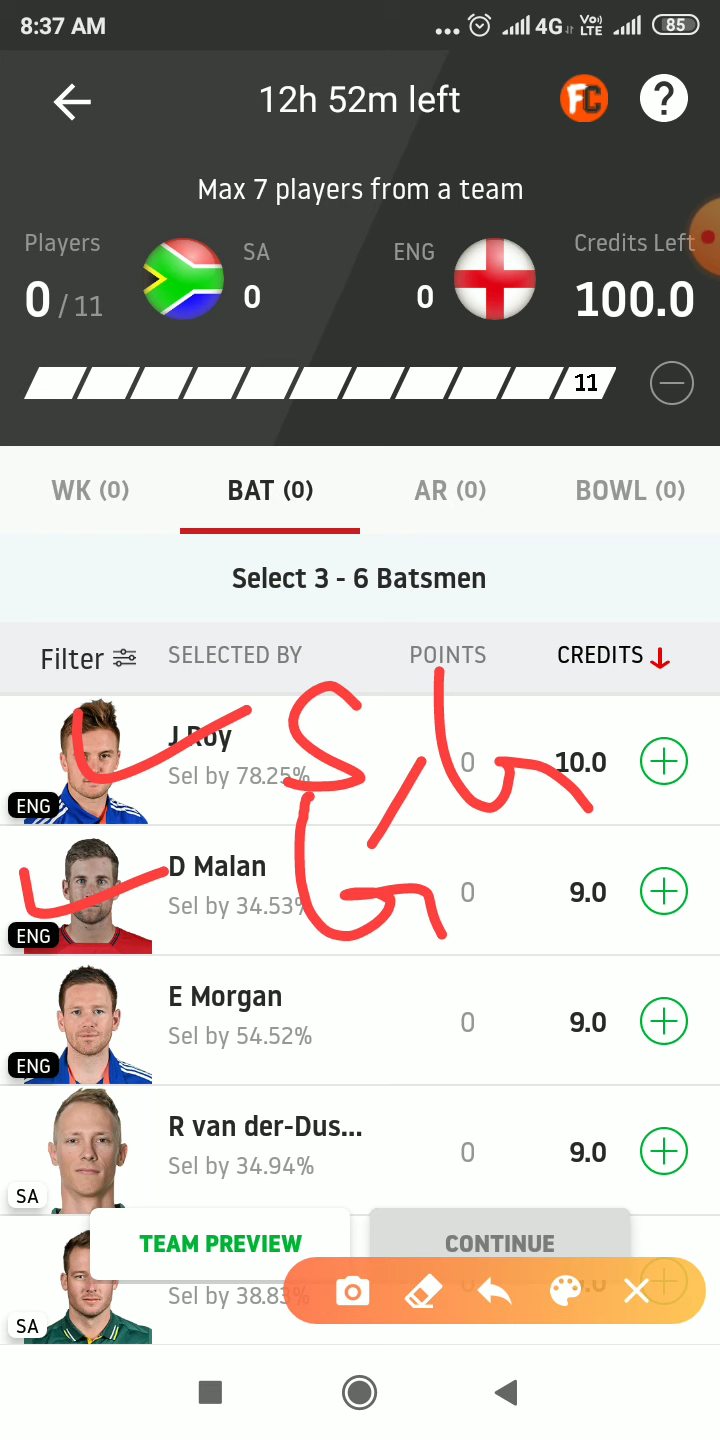 8:37 AM 4G Vo) LTE 85
12h 52m left FC ?
Max 7 players from a team
Players SA ENG Credits Left
0 / 11 0 0 100.0
11
WK (0) BAT (0) AR (0) BOWL (0)
Select 3 - 6 Batsmen
Filter SELECTED BY POINTS CREDITS
J Roy
Sel by 78.25% 0 10.0
ENG
D Malan
Sel by 34.53% 0 9.0
ENG
E Morgan
Sel by 54.52% 0 9.0
ENG
R van der-Dus...
Sel by 34.94% 0 9.0
SA
TEAM PREVIEW CONTINUE
Sel by 38.83%
SA